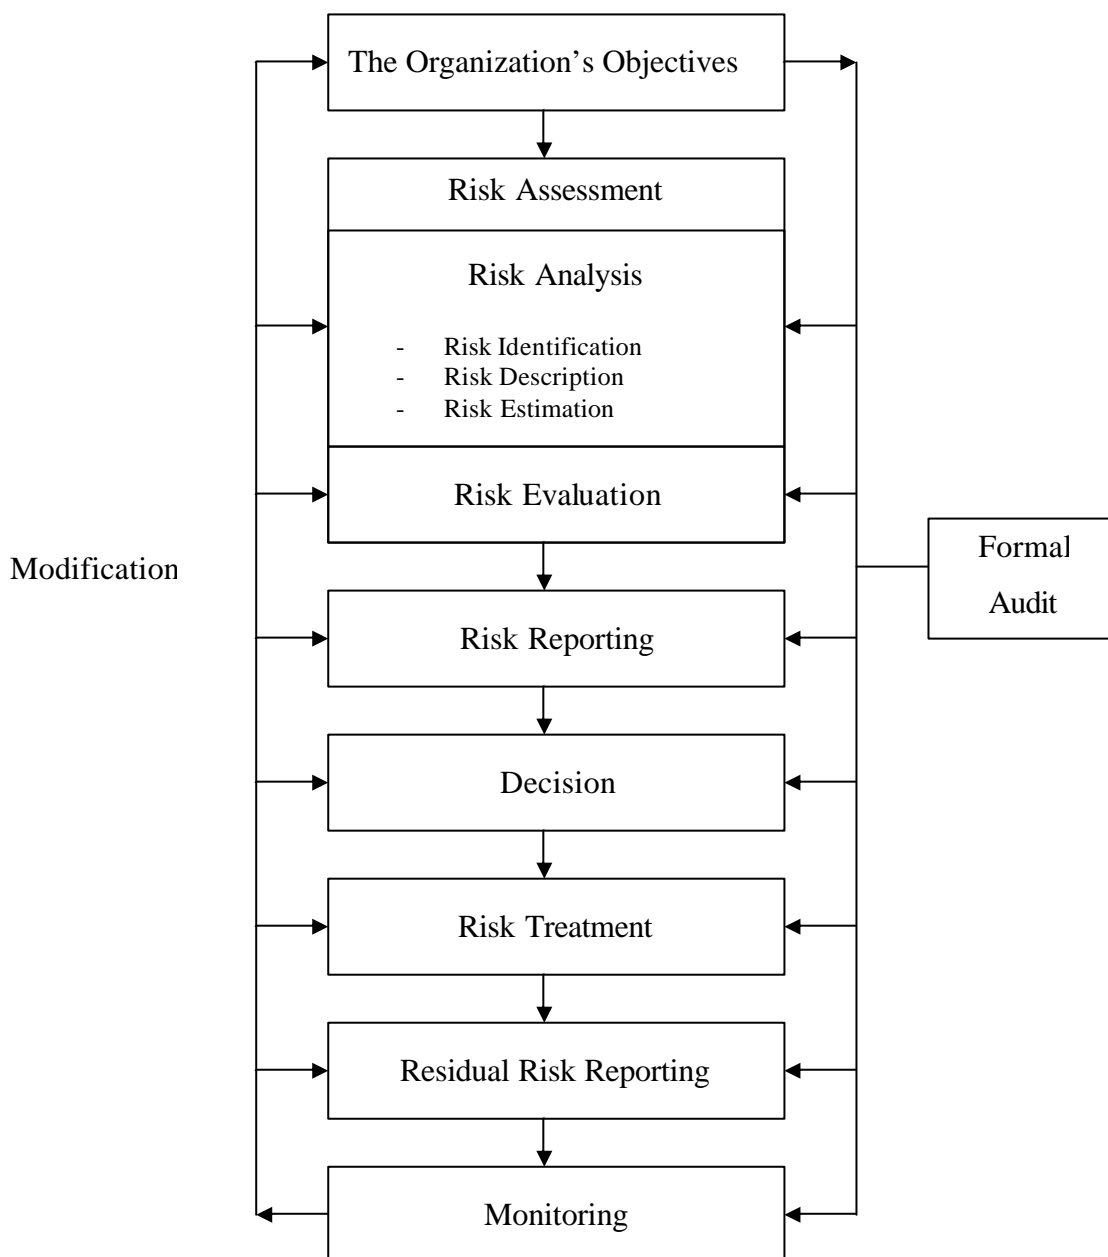 The Organization’s Objectives
Risk Assessment
Risk Analysis
- Risk Identification
- Risk Description
- Risk Estimation
Risk Evaluation
Modification
Formal
Audit
Risk Reporting
Decision
Risk Treatment
Residual Risk Reporting
Monitoring